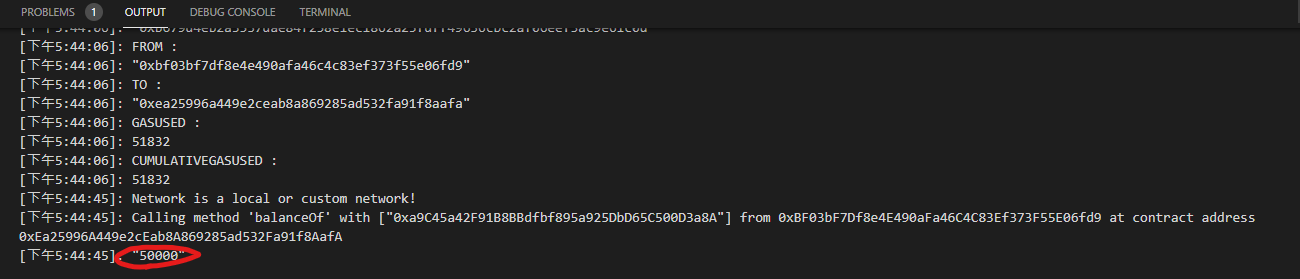 PROBLEMS 1 OUTPUT DEBUG CONSOLE TERMINAL
[下午5:44:06]: FROM :
[下午5:44:06]: "0xbf03bf7df8e4e490afa46c4c83ef373f55e06fd9"
[下午5:44:06]: TO :
[下午5:44:06]: "0xea25996a449e2ceab8a869285ad532fa91f8aafa"
[下午5:44:06]: GASUSED :
[下午5:44:06]: 51832
[下午5:44:06]: CUMULATIVEGASUSED :
[下午5:44:06]: 51832
[下午5:44:45]: Network is a local or custom network!
[下午5:44:45]: Calling method 'balanceOf' with ["0xa9C45a42F91B8BBdfbf895a925DbD65C500D3a8A"] from 0xBF03bF7Df8e4E490aFa46C4C83Ef373F55E06fd9 at contract address
0xEa25996A449e2cEab8A869285ad532Fa91f8AafA
[下午5:44:45]: "50000"